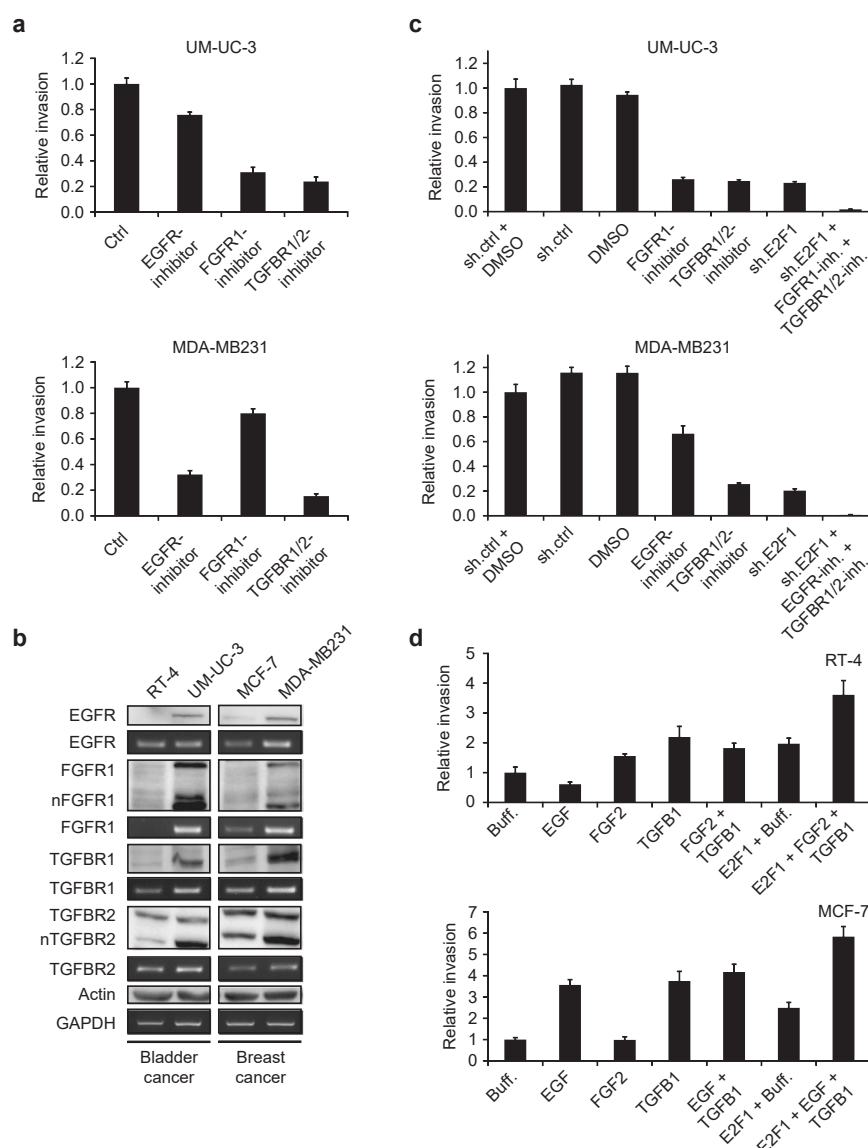 a
UM-UC-3
Relative invasion
1.2
1.0
0.8
0.6
0.4
0.2
0.0
Ctrl
EGFR-
inhibitor
FGFR1-
inhibitor
TGFBR1/2-
inhibitor
MDA-MB231
Relative invasion
1.2
1.0
0.8
0.6
0.4
0.2
0.0
Ctrl
EGFR-
inhibitor
FGFR1-
inhibitor
TGFBR1/2-
inhibitor
b
RT-4
UM-UC-3
MCF-7
MDA-MB231
EGFR
EGFR
FGFR1
nFGFR1
FGFR1
TGFBR1
TGFBR1
TGFBR2
nTGFBR2
TGFBR2
Actin
GAPDH
Bladder
cancer
Breast
cancer
c
UM-UC-3
Relative invasion
1.2
1.0
0.8
0.6
0.4
0.2
0.0
sh.ctrl +
DMSO
sh.ctrl
DMSO
FGFR1-
inhibitor
TGFBR1/2-
inhibitor
sh.E2F1
sh.E2F1 +
FGFR1-inh. +
TGFBR1/2-inh.
MDA-MB231
Relative invasion
1.2
1.0
0.8
0.6
0.4
0.2
0.0
sh.ctrl +
DMSO
sh.ctrl
DMSO
EGFR-
inhibitor
TGFBR1/2-
inhibitor
sh.E2F1
sh.E2F1 +
EGFR-inh. +
TGFBR1/2-inh.
d
RT-4
Relative invasion
5
4
3
2
1
0
Buff.
EGF
FGF2
TGFB1
FGF2 +
TGFB1
E2F1 + Buff.
E2F1 + FGF2 +
TGFB1
MCF-7
Relative invasion
7
6
5
4
3
2
1
0
Buff.
EGF
FGF2
TGFB1
EGF +
TGFB1
E2F1 + Buff.
E2F1 + EGF +
TGFB1